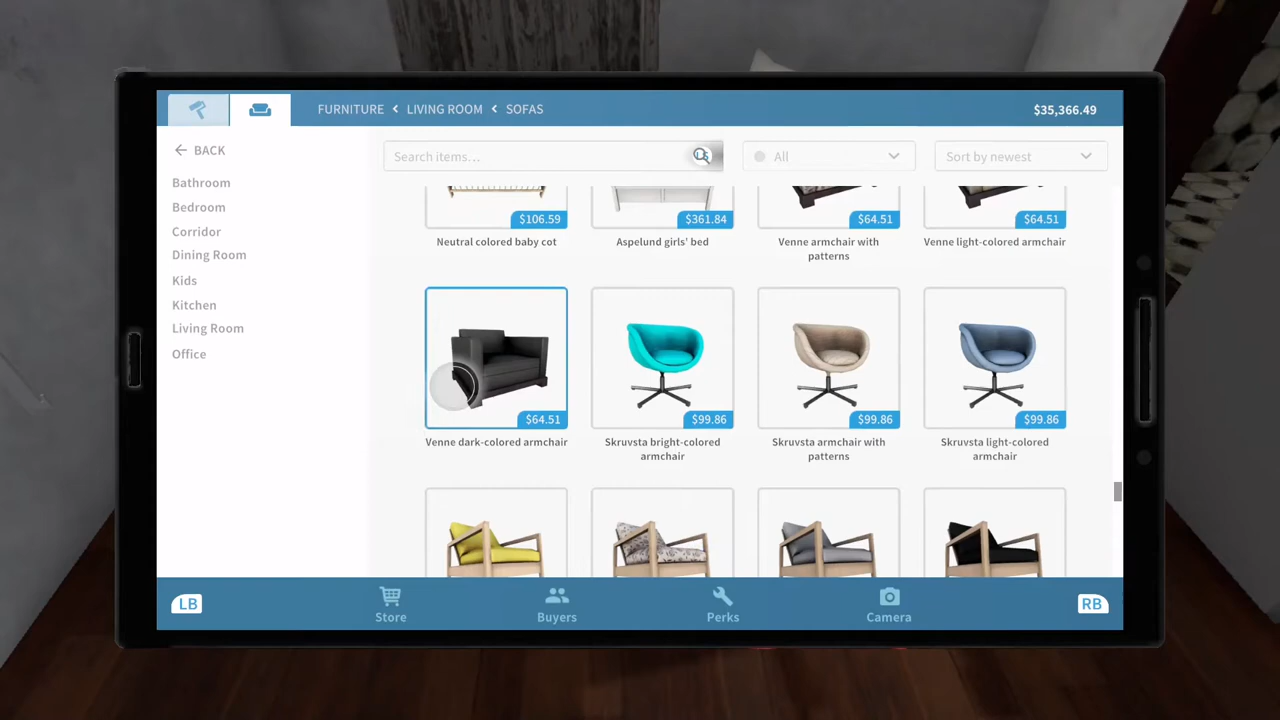 FURNITURE < LIVING ROOM < SOFAS
$35,366.49
BACK
Search items...
LS
All
Sort by newest
Bathroom
Bedroom
Corridor
Dining Room
Kids
Kitchen
Living Room
Office
$106.59
$361.84
$64.51
$64.51
Neutral colored baby cot
Aspelund girls' bed
Venne armchair with
patterns
Venne light-colored armchair
$64.51
$99.86
$99.86
$99.86
Venne dark-colored armchair
Skruvsta bright-colored
armchair
Skruvsta armchair with
patterns
Skruvsta light-colored
armchair
LB
Store
Buyers
Perks
Camera
RB